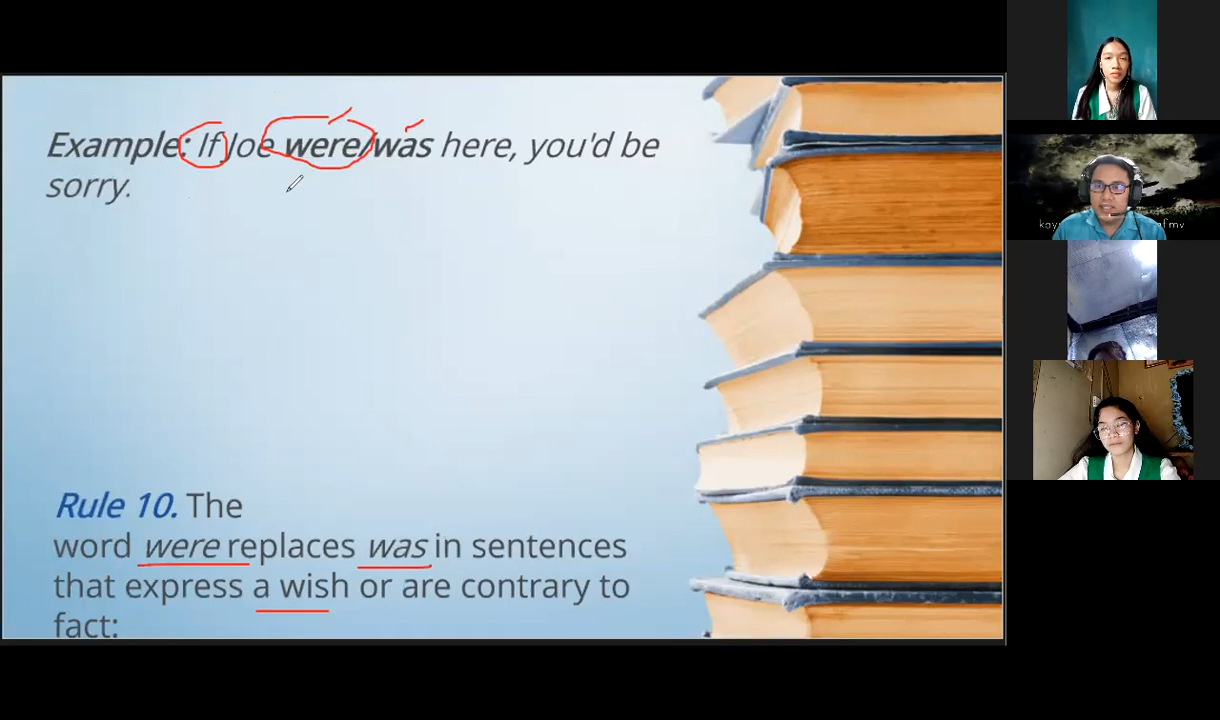 Example: If Joe were/was here, you'd be
sorry.
Rule 10. The
word were replaces was in sentences
that express a wish or are contrary to
fact: